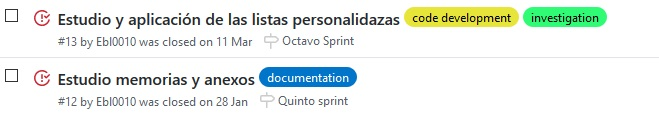 Estudio y aplicación de las listas personalidazas code development investigation
#13 by Ebl0010 was closed on 11 Mar Octavo Sprint
Estudio memorias y anexos documentation
#12 by Ebl0010 was closed on 28 Jan Quinto sprint